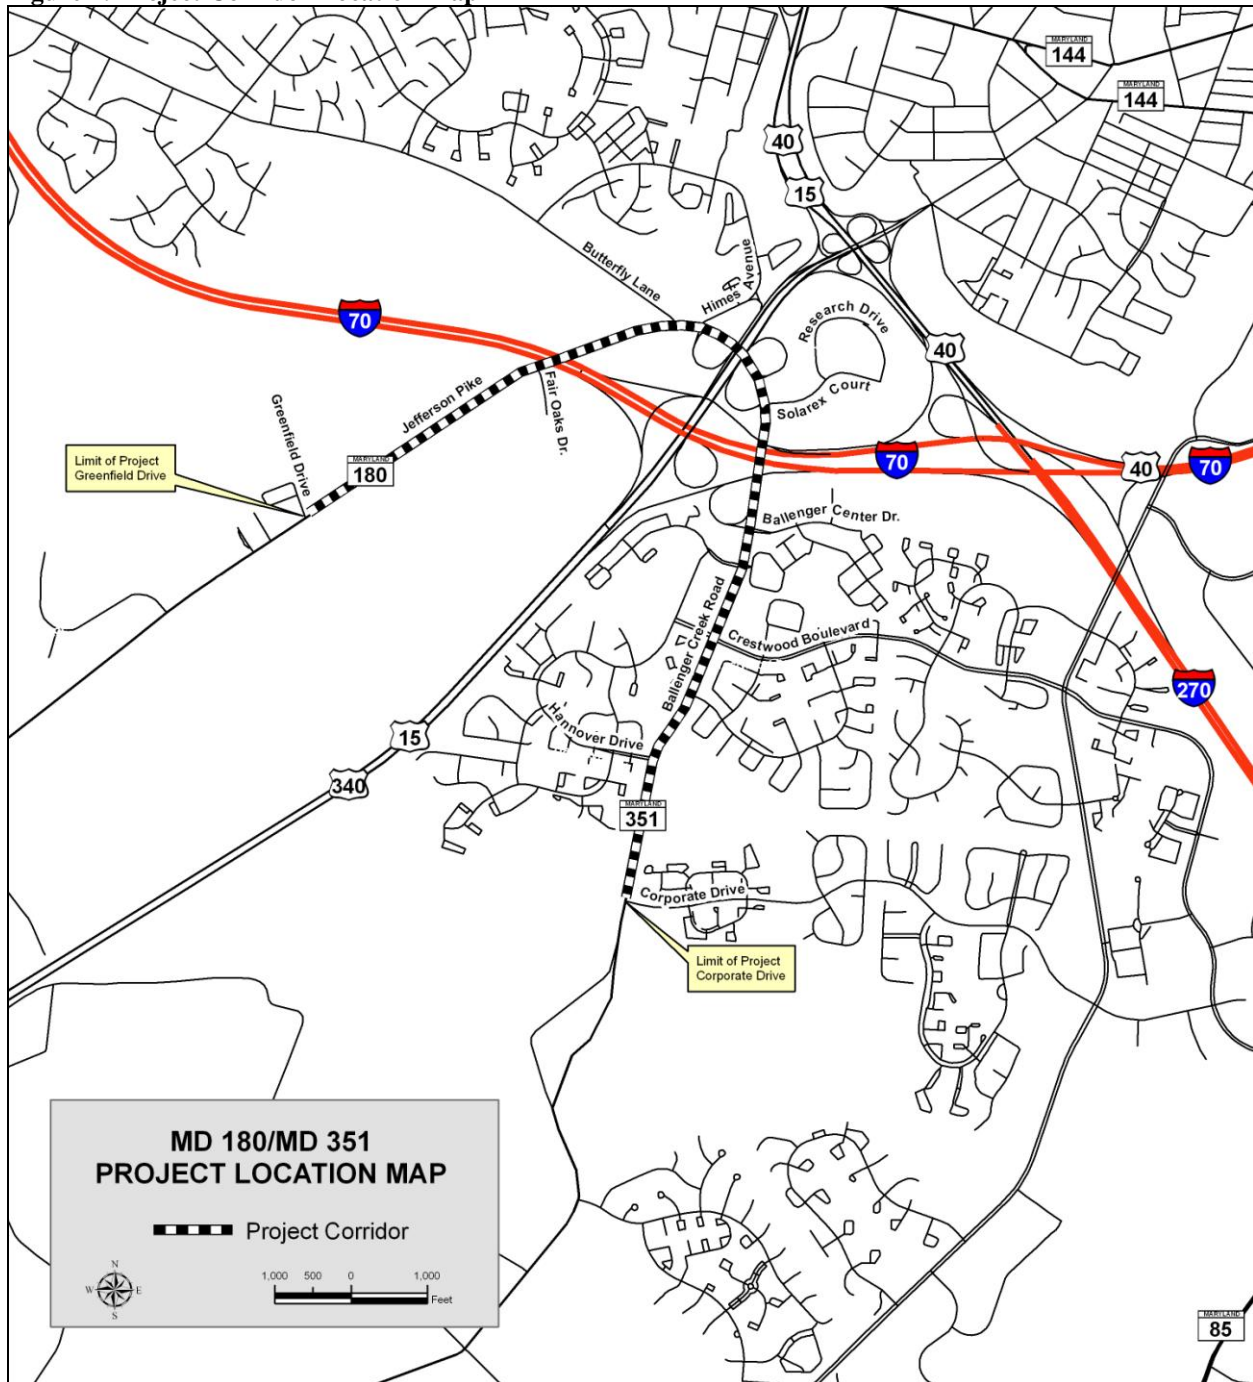 MARYLAND
144
MARYLAND
144
40
15
Butterfly Lane
Himes Avenue
Research Drive
70
40
Jefferson Pike
Fair Oaks Dr.
Solarex Court
Greenfield Drive
Limit of Project
Greenfield Drive
MARYLAND
180
70
40
70
Ballenger Center Dr.
Ballenger Creek Road
Crestwood Boulevard
270
Hannover Drive
15
340
MARYLAND
351
Corporate Drive
Limit of Project
Corporate Drive
MD 180/MD 351
PROJECT LOCATION MAP
Project Corridor
N
W
E
S
1,000 500 0 1,000
Feet
MARYLAND
85